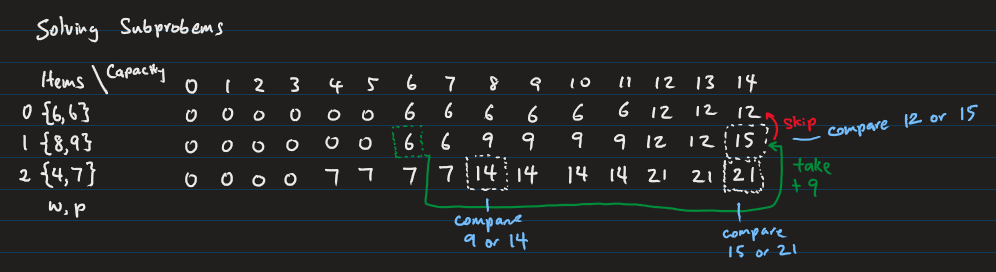 Solving Subprobems
Items \ Capacity 0 1 2 3 4 5 6 7 8 9 10 11 12 13 14
0 {6,6} 0 0 0 0 0 0 6 6 6 6 6 6 12 12 12
skip
compare 12 or 15
1 {8,9} 0 0 0 0 0 0 6 6 9 9 9 9 12 12 15
2 {4,7} 0 0 0 0 7 7 7 7 14 14 14 14 21 21 21
take
+ 9
w, p
compare
9 or 14
compare
15 or 21